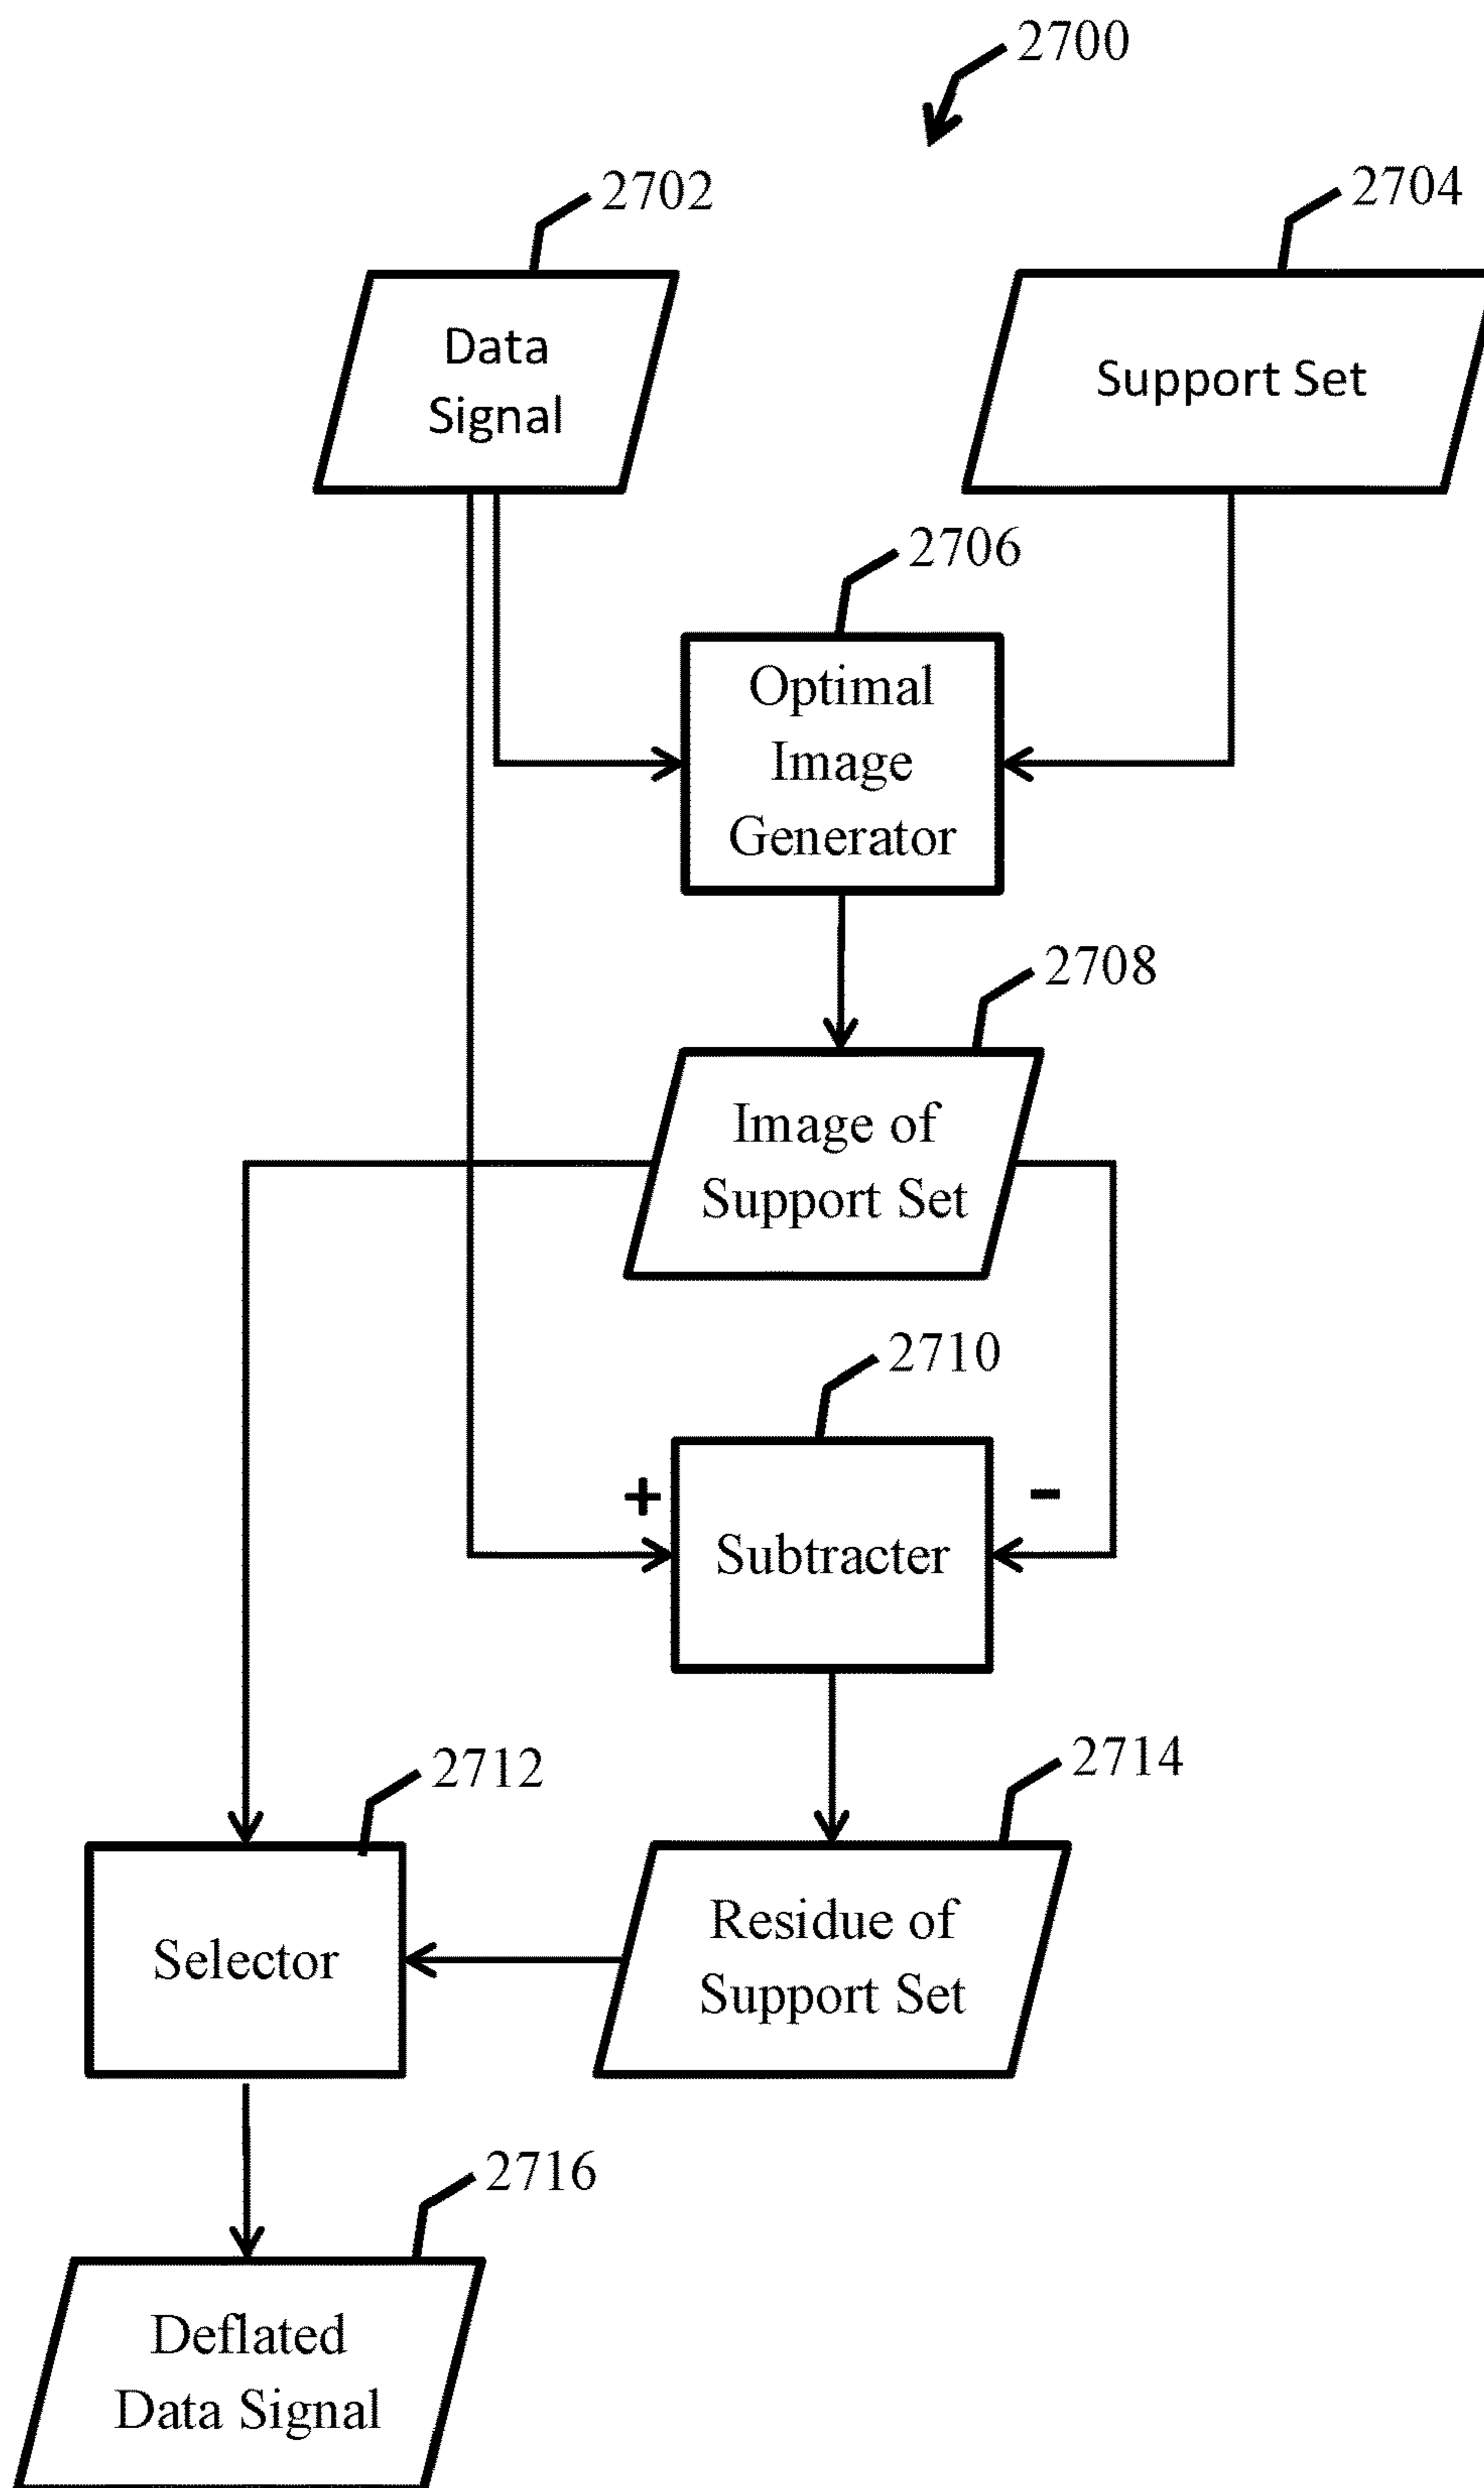 2700
2702
2704
Data
Signal
Support Set
2706
Optimal
Image
Generator
2708
Image of
Support Set
2710
+
-
Subtracter
2712
2714
Selector
Residue of
Support Set
2716
Deflated
Data Signal